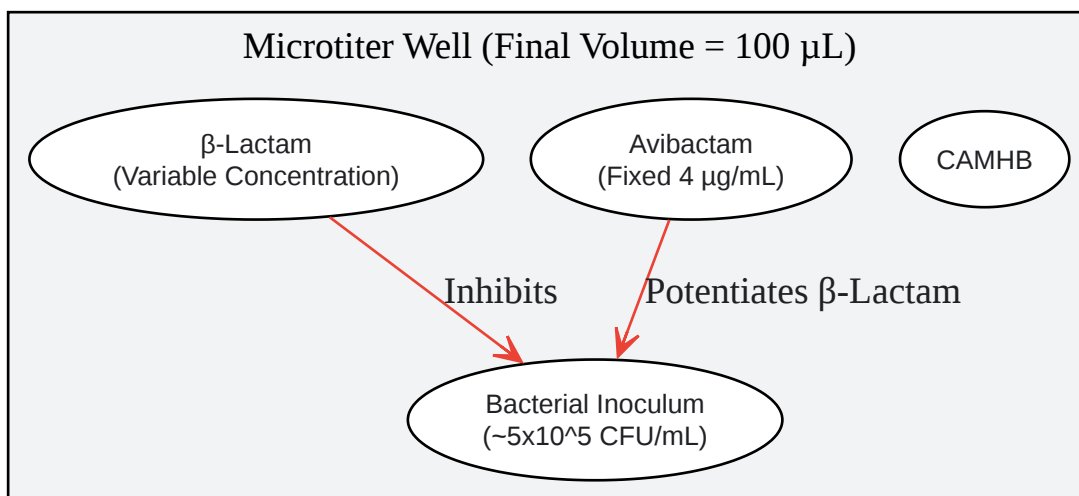 Microtiter Well (Final Volume = 100 µL)
β-Lactam
(Variable Concentration)
Avibactam
(Fixed 4 µg/mL)
CAMHB
Inhibits
Potentiates β-Lactam
Bacterial Inoculum
(~5x10^5 CFU/mL)